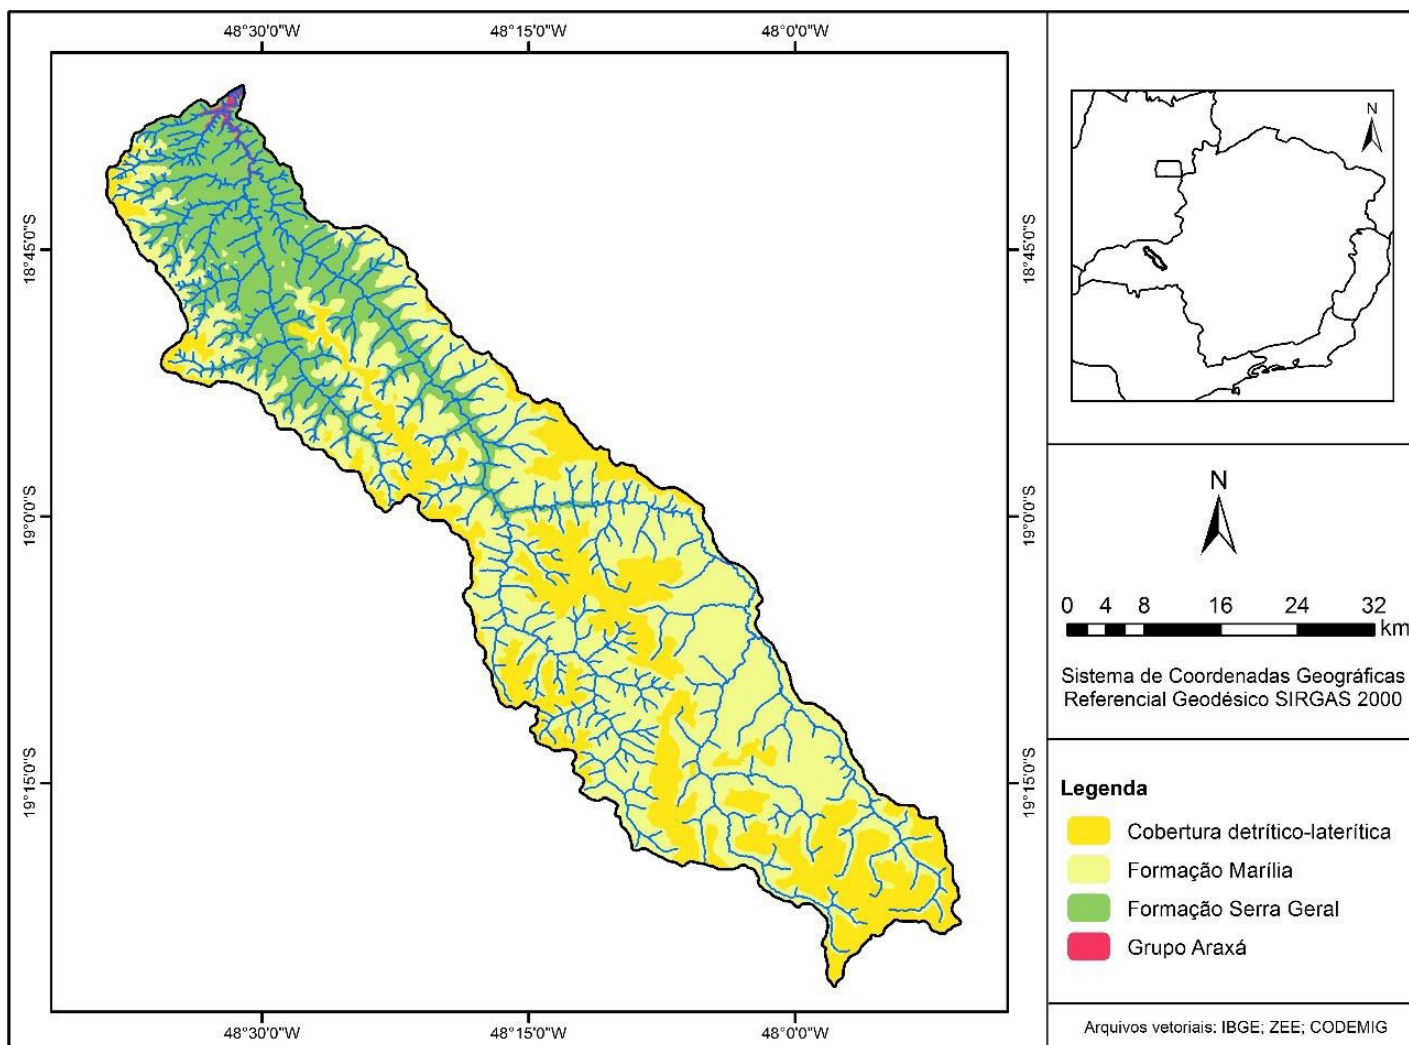 48°30'0"W
48°15'0"W
48°0'0"W
18°45'0"S
18°45'0"S
19°0'0"S
19°0'0"S
19°15'0"S
19°15'0"S
48°30'0"W
48°15'0"W
48°0'0"W
N
N
0 4 8 16 24 32
km
Sistema de Coordenadas Geográficas
Referencial Geodésico SIRGAS 2000
Legenda
Cobertura detrítico-laterítica
Formação Marília
Formação Serra Geral
Grupo Araxá
Arquivos vetoriais: IBGE; ZEE; CODEMIG